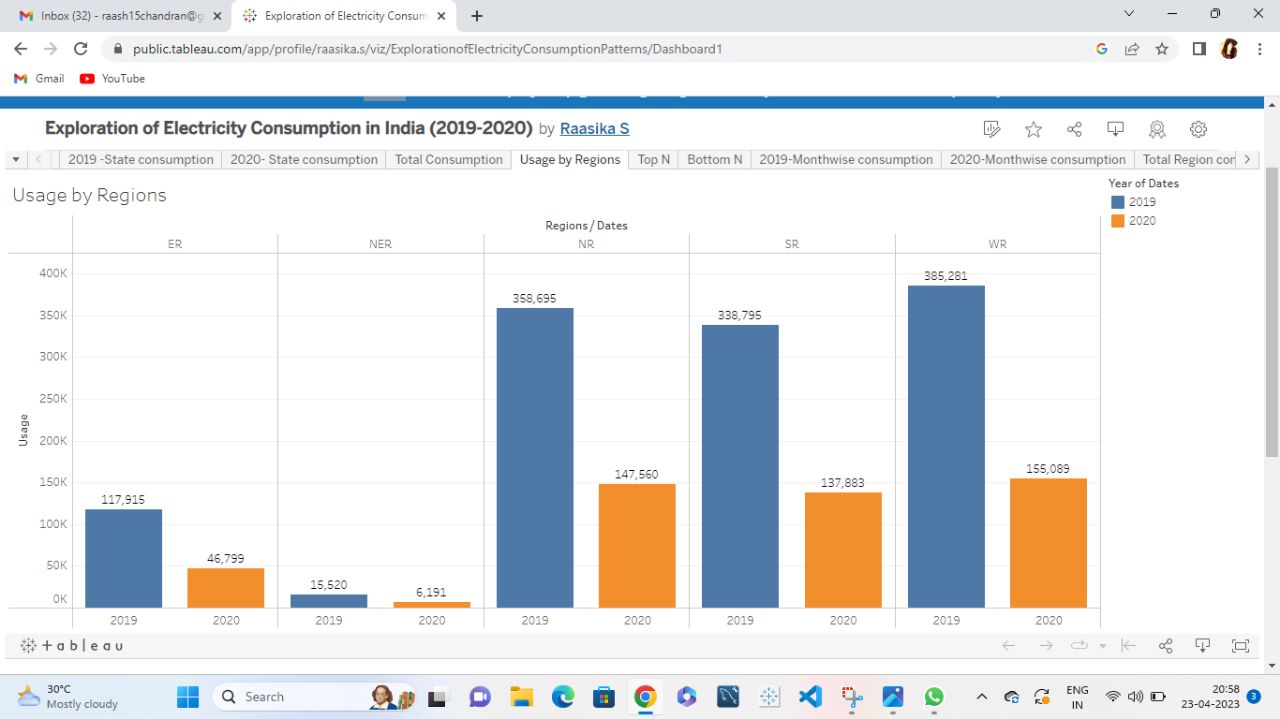 Inbox (32) - raash15chandran@g
Exploration of Electricity Consum
public.tableau.com/app/profile/raasika.s/viz/ExplorationofElectricityConsumptionPatterns/Dashboard1
Gmail YouTube
Exploration of Electricity Consumption in India (2019-2020) by Raasika S
2019 -State consumption 2020- State consumption Total Consumption Usage by Regions Top N Bottom N 2019-Monthwise consumption 2020-Monthwise consumption Total Region con
Usage by Regions
Year of Dates
2019
2020
Regions / Dates
ER NER NR SR WR
Usage
400K
350K
300K
250K
200K
150K
100K
50K
0K
117,915
46,799
15,520
6,191
358,695
147,560
338,795
137,883
385,281
155,089
2019 2020 2019 2020 2019 2020 2019 2020 2019 2020
+ a b l e a u
30°C
Mostly cloudy
Search
ENG
IN
20:58
23-04-2023
3